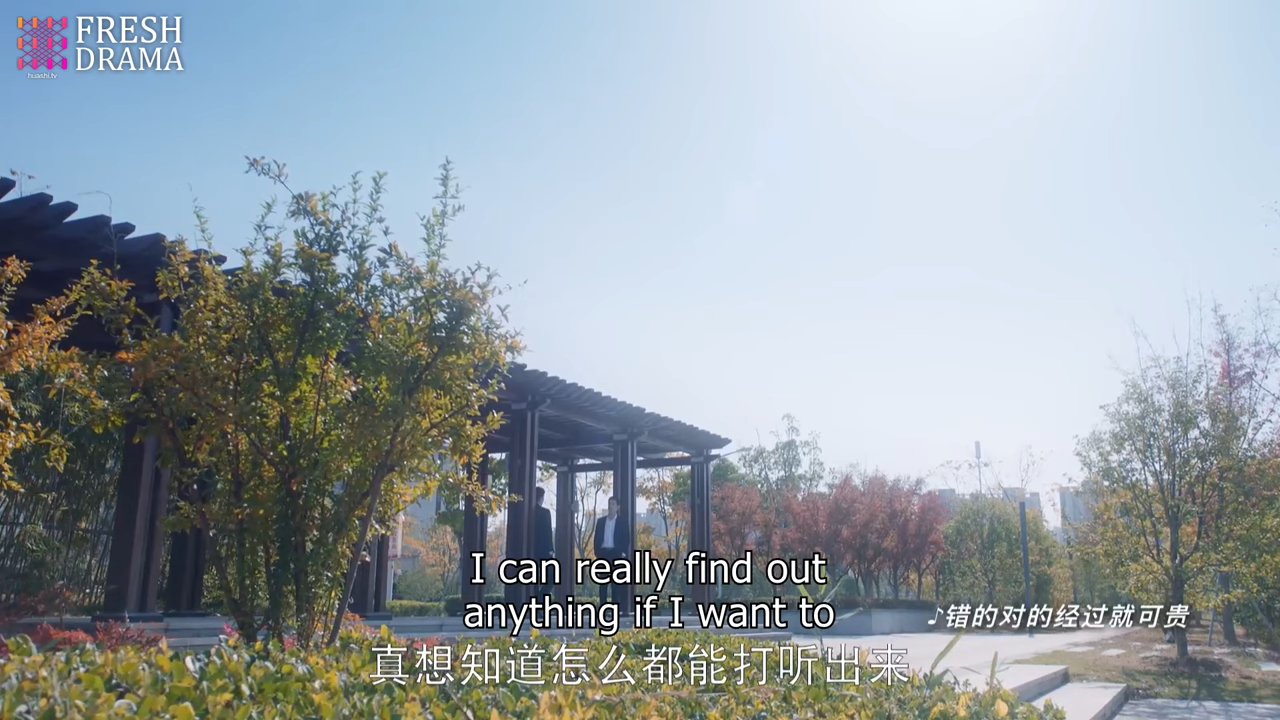 FRESH
DRAMA
huashi.tv
I can really find out
anything if I want to
♪错的对的经过就可贵
真想知道怎么都能打听出来